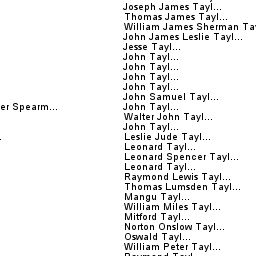 Joseph James Tayl...
Thomas James Tayl...
William James Sherman Ta
John James Leslie Tayl...
Jesse Tayl...
John Tayl...
John Tayl...
John Tayl...
John Tayl...
John Samuel Tayl...
er Spearm... John Tayl...
Walter John Tayl...
John Tayl...
Leslie Jude Tayl...
Leonard Tayl...
Leonard Spencer Tayl...
Leonard Tayl...
Raymond Lewis Tayl...
Thomas Lumsden Tayl...
Mangu Tayl...
William Miles Tayl...
Mitford Tayl...
Norton Onslow Tayl...
Oswald Tayl...
William Peter Tayl...
Raymond Tayl...